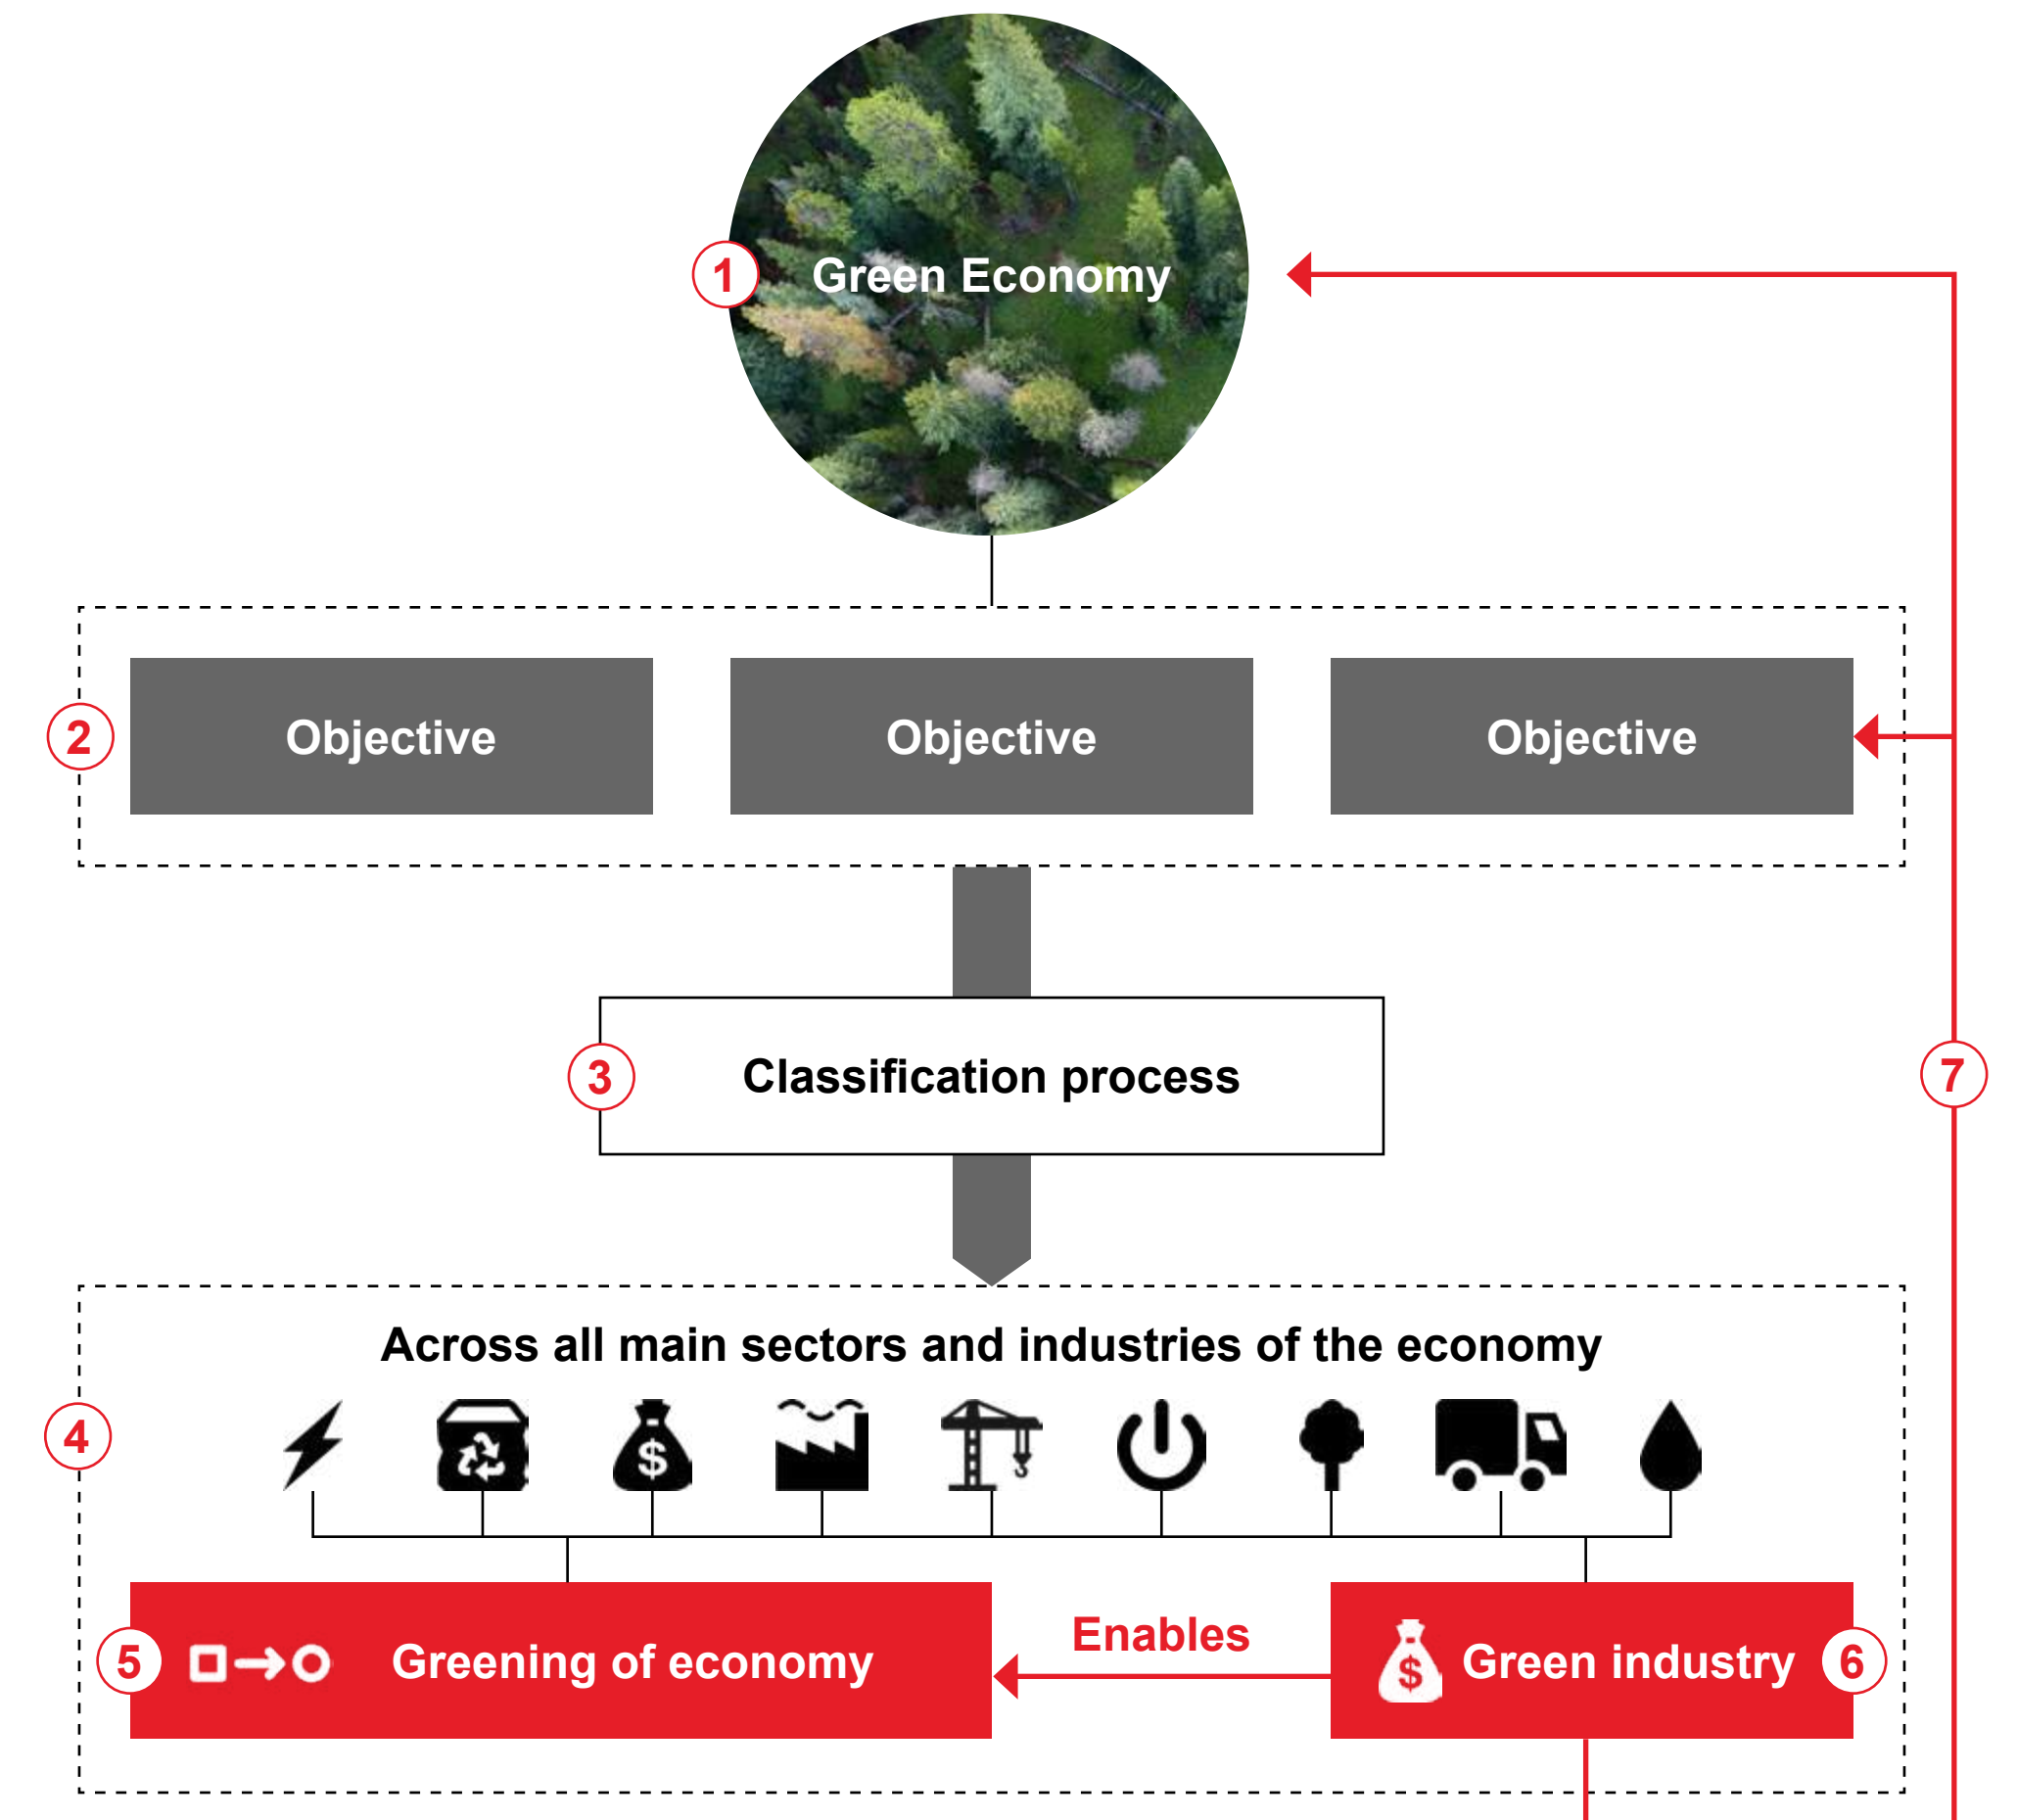 1
Green Economy
2
Objective
Objective
Objective
3
Classification process
7
Across all main sectors and industries of the economy
4
$
5
Greening of economy
Enables
$
Green industry
6